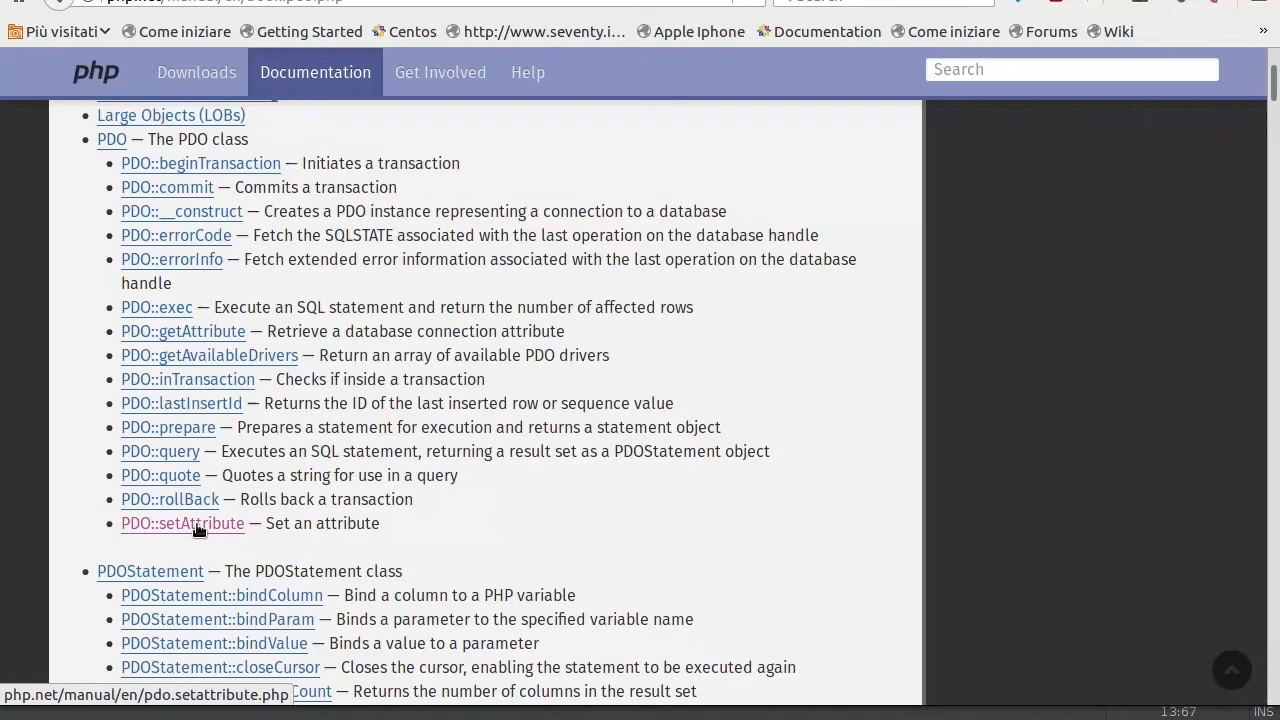 Più visitati
Come iniziare
Getting Started
Centos
http://www.seventy.i...
Apple Iphone
Documentation
Come iniziare
Forums
Wiki
»
php
Downloads
Documentation
Get Involved
Help
Search
Large Objects (LOBs)
PDO — The PDO class
PDO::beginTransaction — Initiates a transaction
PDO::commit — Commits a transaction
PDO::__construct — Creates a PDO instance representing a connection to a database
PDO::errorCode — Fetch the SQLSTATE associated with the last operation on the database handle
PDO::errorInfo — Fetch extended error information associated with the last operation on the database
handle
PDO::exec — Execute an SQL statement and return the number of affected rows
PDO::getAttribute — Retrieve a database connection attribute
PDO::getAvailableDrivers — Return an array of available PDO drivers
PDO::inTransaction — Checks if inside a transaction
PDO::lastInsertId — Returns the ID of the last inserted row or sequence value
PDO::prepare — Prepares a statement for execution and returns a statement object
PDO::query — Executes an SQL statement, returning a result set as a PDOStatement object
PDO::quote — Quotes a string for use in a query
PDO::rollBack — Rolls back a transaction
PDO::setAttribute — Set an attribute
PDOStatement — The PDOStatement class
PDOStatement::bindColumn — Bind a column to a PHP variable
PDOStatement::bindParam — Binds a parameter to the specified variable name
PDOStatement::bindValue — Binds a value to a parameter
PDOStatement::closeCursor — Closes the cursor, enabling the statement to be executed again
Count — Returns the number of columns in the result set
php.net/manual/en/pdo.setattribute.php
13:67
INS